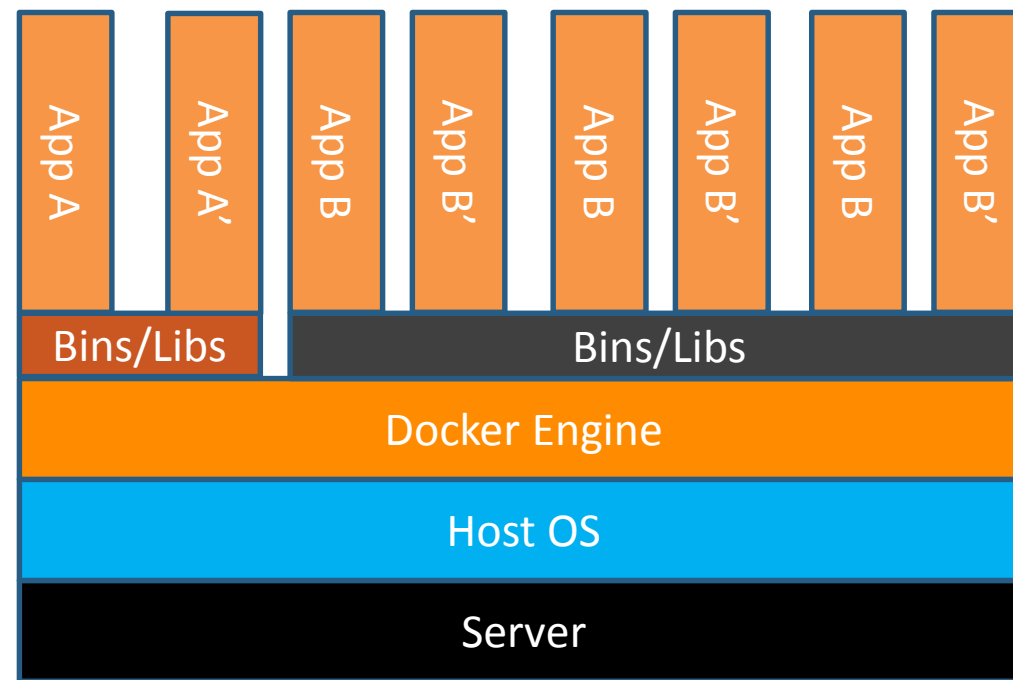 App A
App A’
App B
App B’
App B
App B’
App B
App B’
Bins/Libs
Bins/Libs
Docker Engine
Host OS
Server